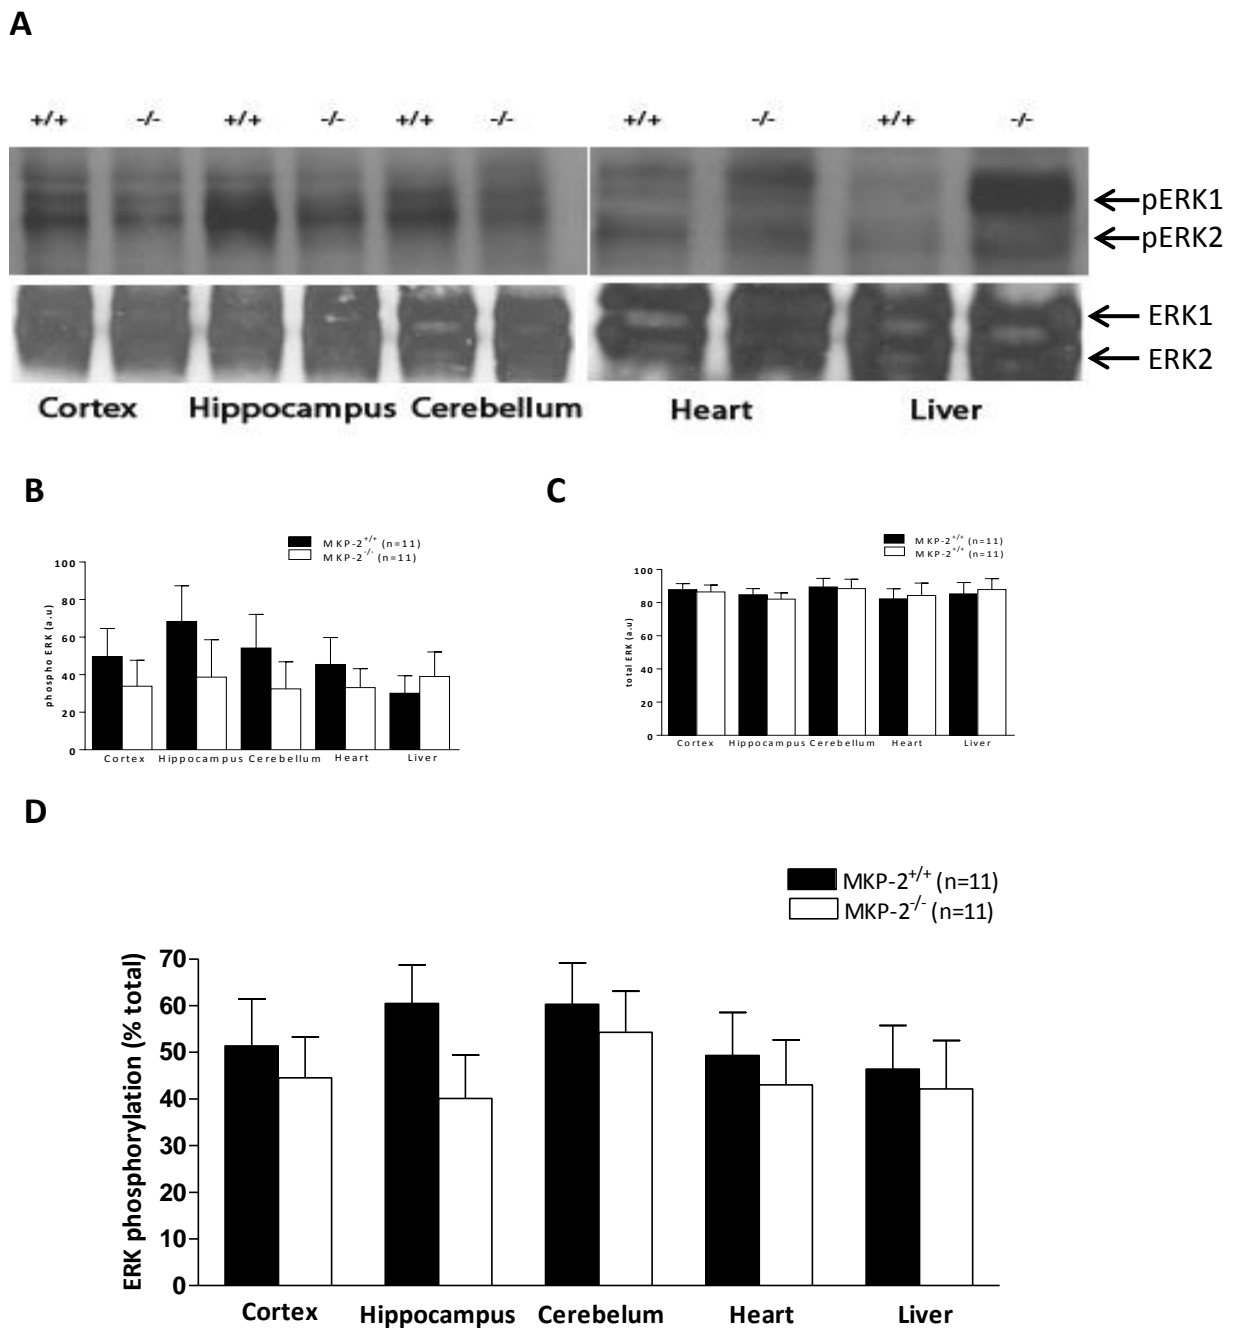 A
+/+ -/- +/+ -/- +/+ -/- +/+ -/- +/+ -/-
pERK1
pERK2
ERK1
ERK2
Cortex Hippocampus Cerebellum Heart Liver
B
MKP-2+/+ (n=11)
MKP-2-/- (n=11)
phospho ERK (a.u)
100
80
60
40
20
0
Cortex Hippocampus Cerebellum Heart Liver
C
MKP-2+/+ (n=11)
MKP-2+/+ (n=11)
total ERK (a.u)
100
80
60
40
20
0
Cortex Hippocampus Cerebellum Heart Liver
D
MKP-2+/+ (n=11)
MKP-2-/- (n=11)
ERK phosphorylation (% total)
70
60
50
40
30
20
10
0
Cortex Hippocampus Cerebelum Heart Liver